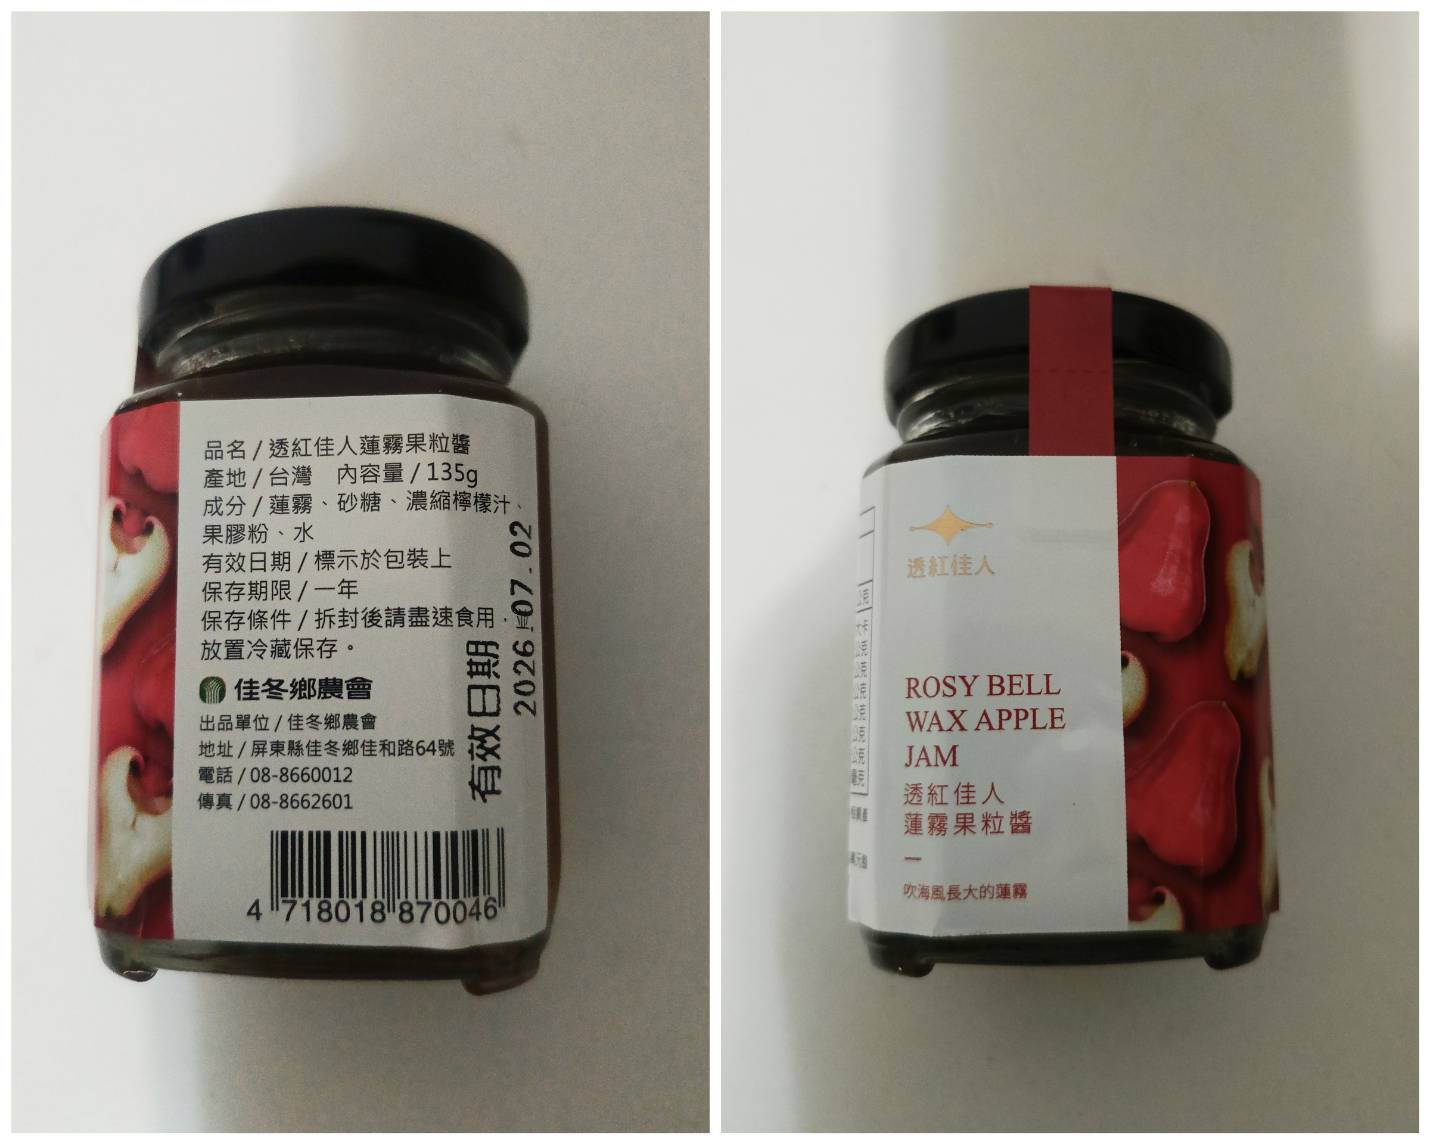 品名 / 透紅佳人蓮霧果粒醬
產地 / 台灣 內容量 / 135g
成分 / 蓮霧、砂糖、濃縮檸檬汁、
果膠粉、水
有效日期 / 標示於包裝上
保存期限 / 一年
保存條件 / 拆封後請盡速食用，
放置冷藏保存。
有效日期
2026.07.02
佳冬鄉農會
出品單位 / 佳冬鄉農會
地址 / 屏東縣佳冬鄉佳和路64號
電話 / 08-8660012
傳真 / 08-8662601
4 718018 870046
透紅佳人
ROSY BELL
WAX APPLE
JAM
透紅佳人
蓮霧果粒醬
吹海風長大的蓮霧